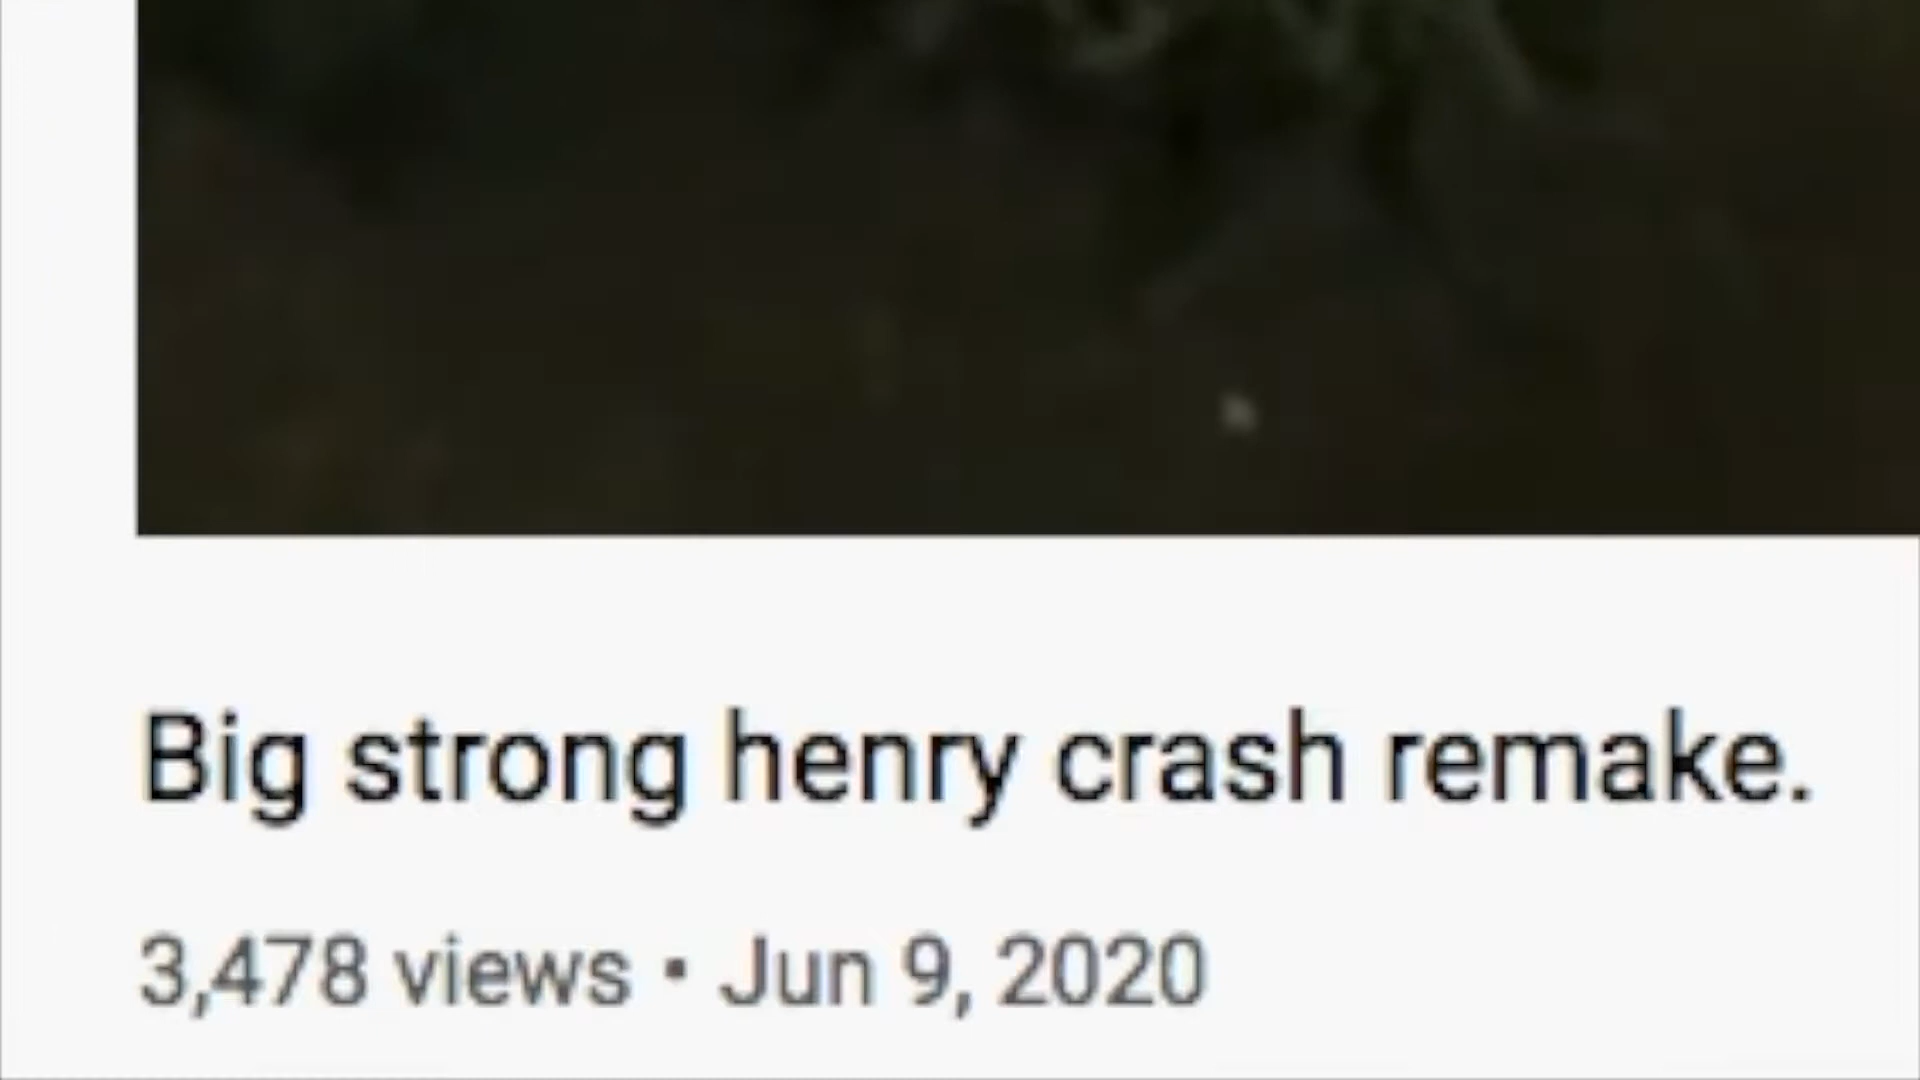 Big strong henry crash remake.
3,478 views • Jun 9, 2020